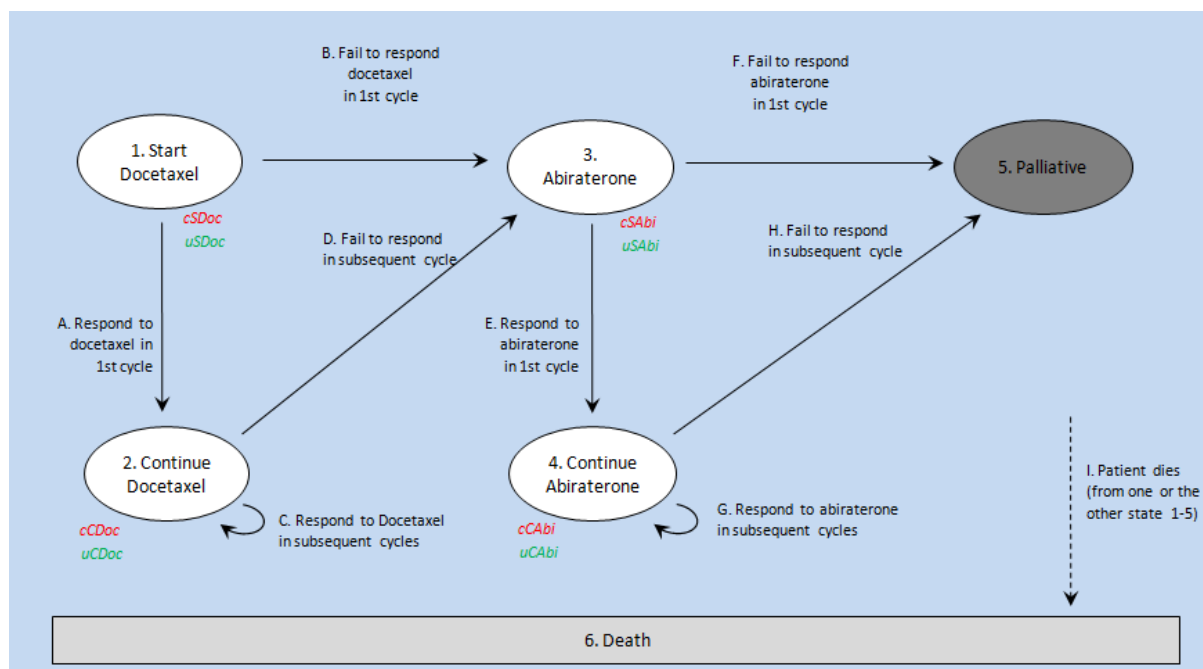 B. Fail to respond
docetaxel
in 1st cycle
F. Fail to respond
abiraterone
in 1st cycle
1. Start
Docetaxel
3.
Abiraterone
5. Palliative
cSDoc
uSDoc
cSAbi
uSAbi
D. Fail to respond
in subsequent cycle
H. Fail to respond
in subsequent cycle
A. Respond to
docetaxel in
1st cycle
E. Respond to
abiraterone
in 1st cycle
2. Continue
Docetaxel
4. Continue
Abiraterone
I. Patient dies
(from one or the
other state 1-5)
cCDoc
uCDoc
C. Respond to Docetaxel
in subsequent cycles
cCAbi
uCAbi
G. Respond to abiraterone
in subsequent cycles
6. Death